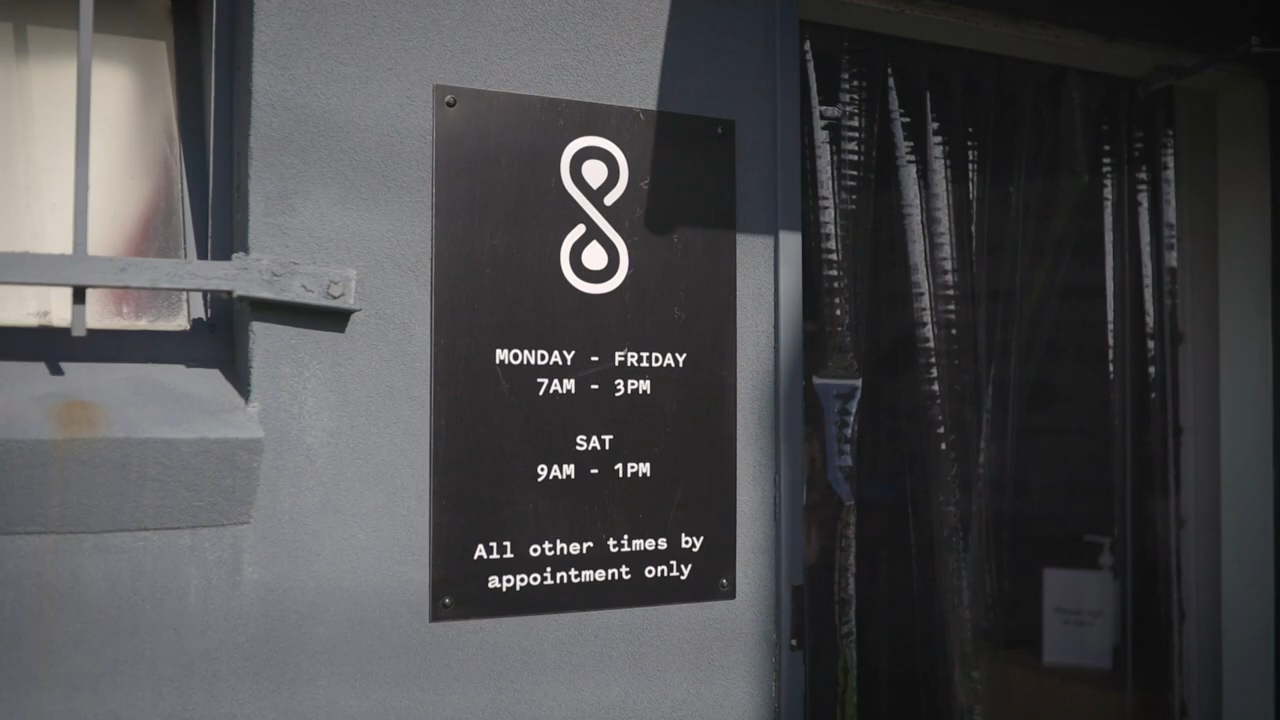 MONDAY - FRIDAY
7AM - 3PM
SAT
9AM - 1PM
All other times by
appointment only